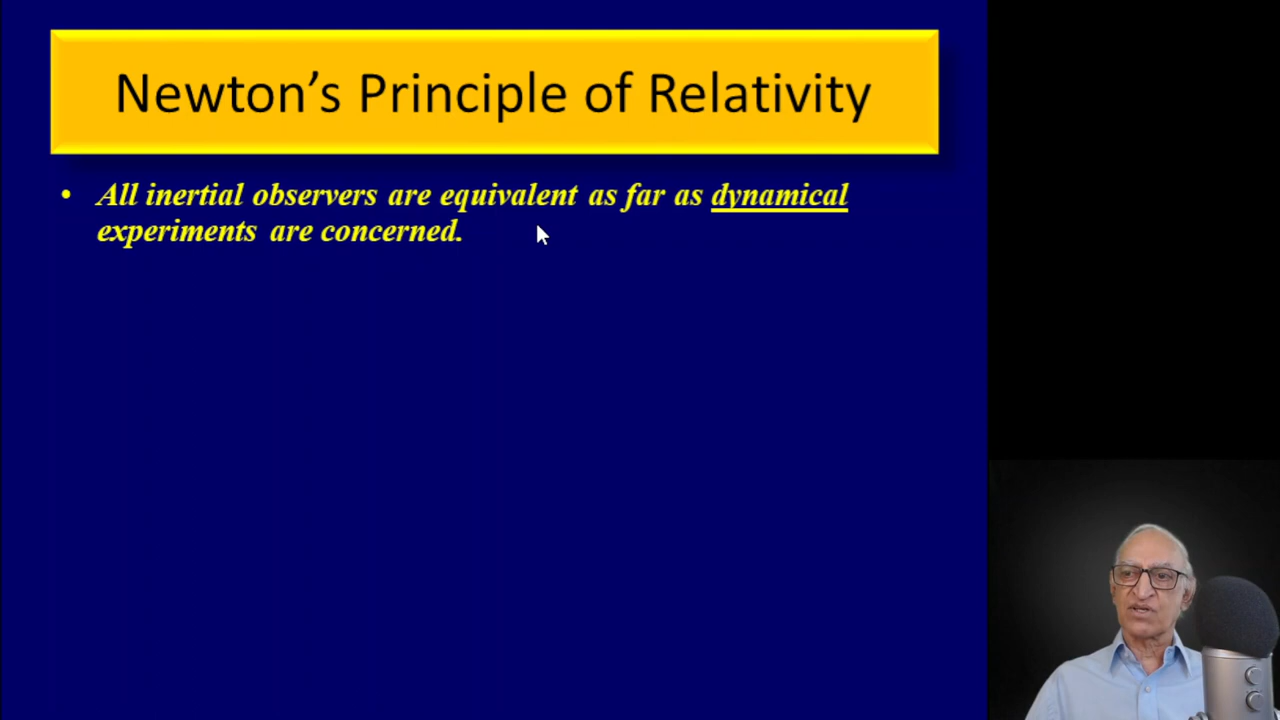 Newton’s Principle of Relativity
• All inertial observers are equivalent as far as dynamical
experiments are concerned.